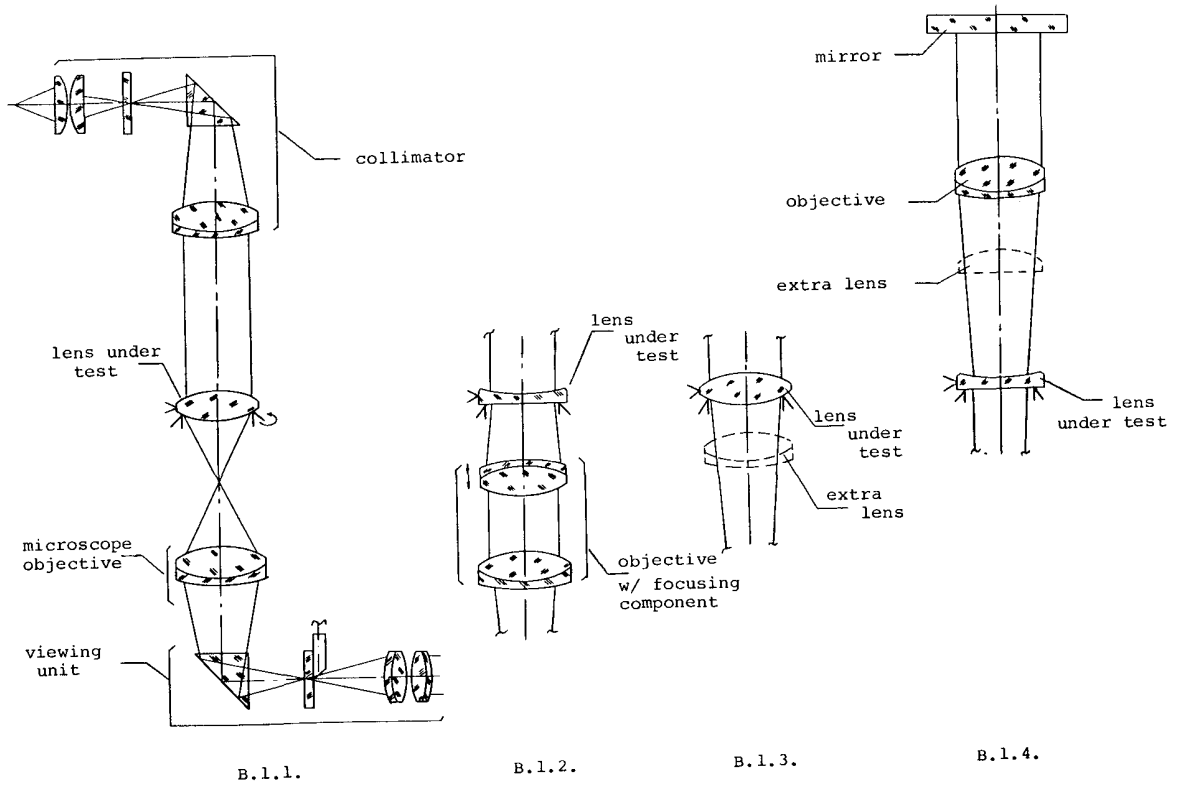 mirror
collimator
objective
extra lens
lens under
test
lens
under
test
lens
under
test
lens
under test
extra
lens
microscope
objective
objective
w/ focusing
component
viewing
unit
B.1.1.
B.1.2.
B.1.3.
B.1.4.